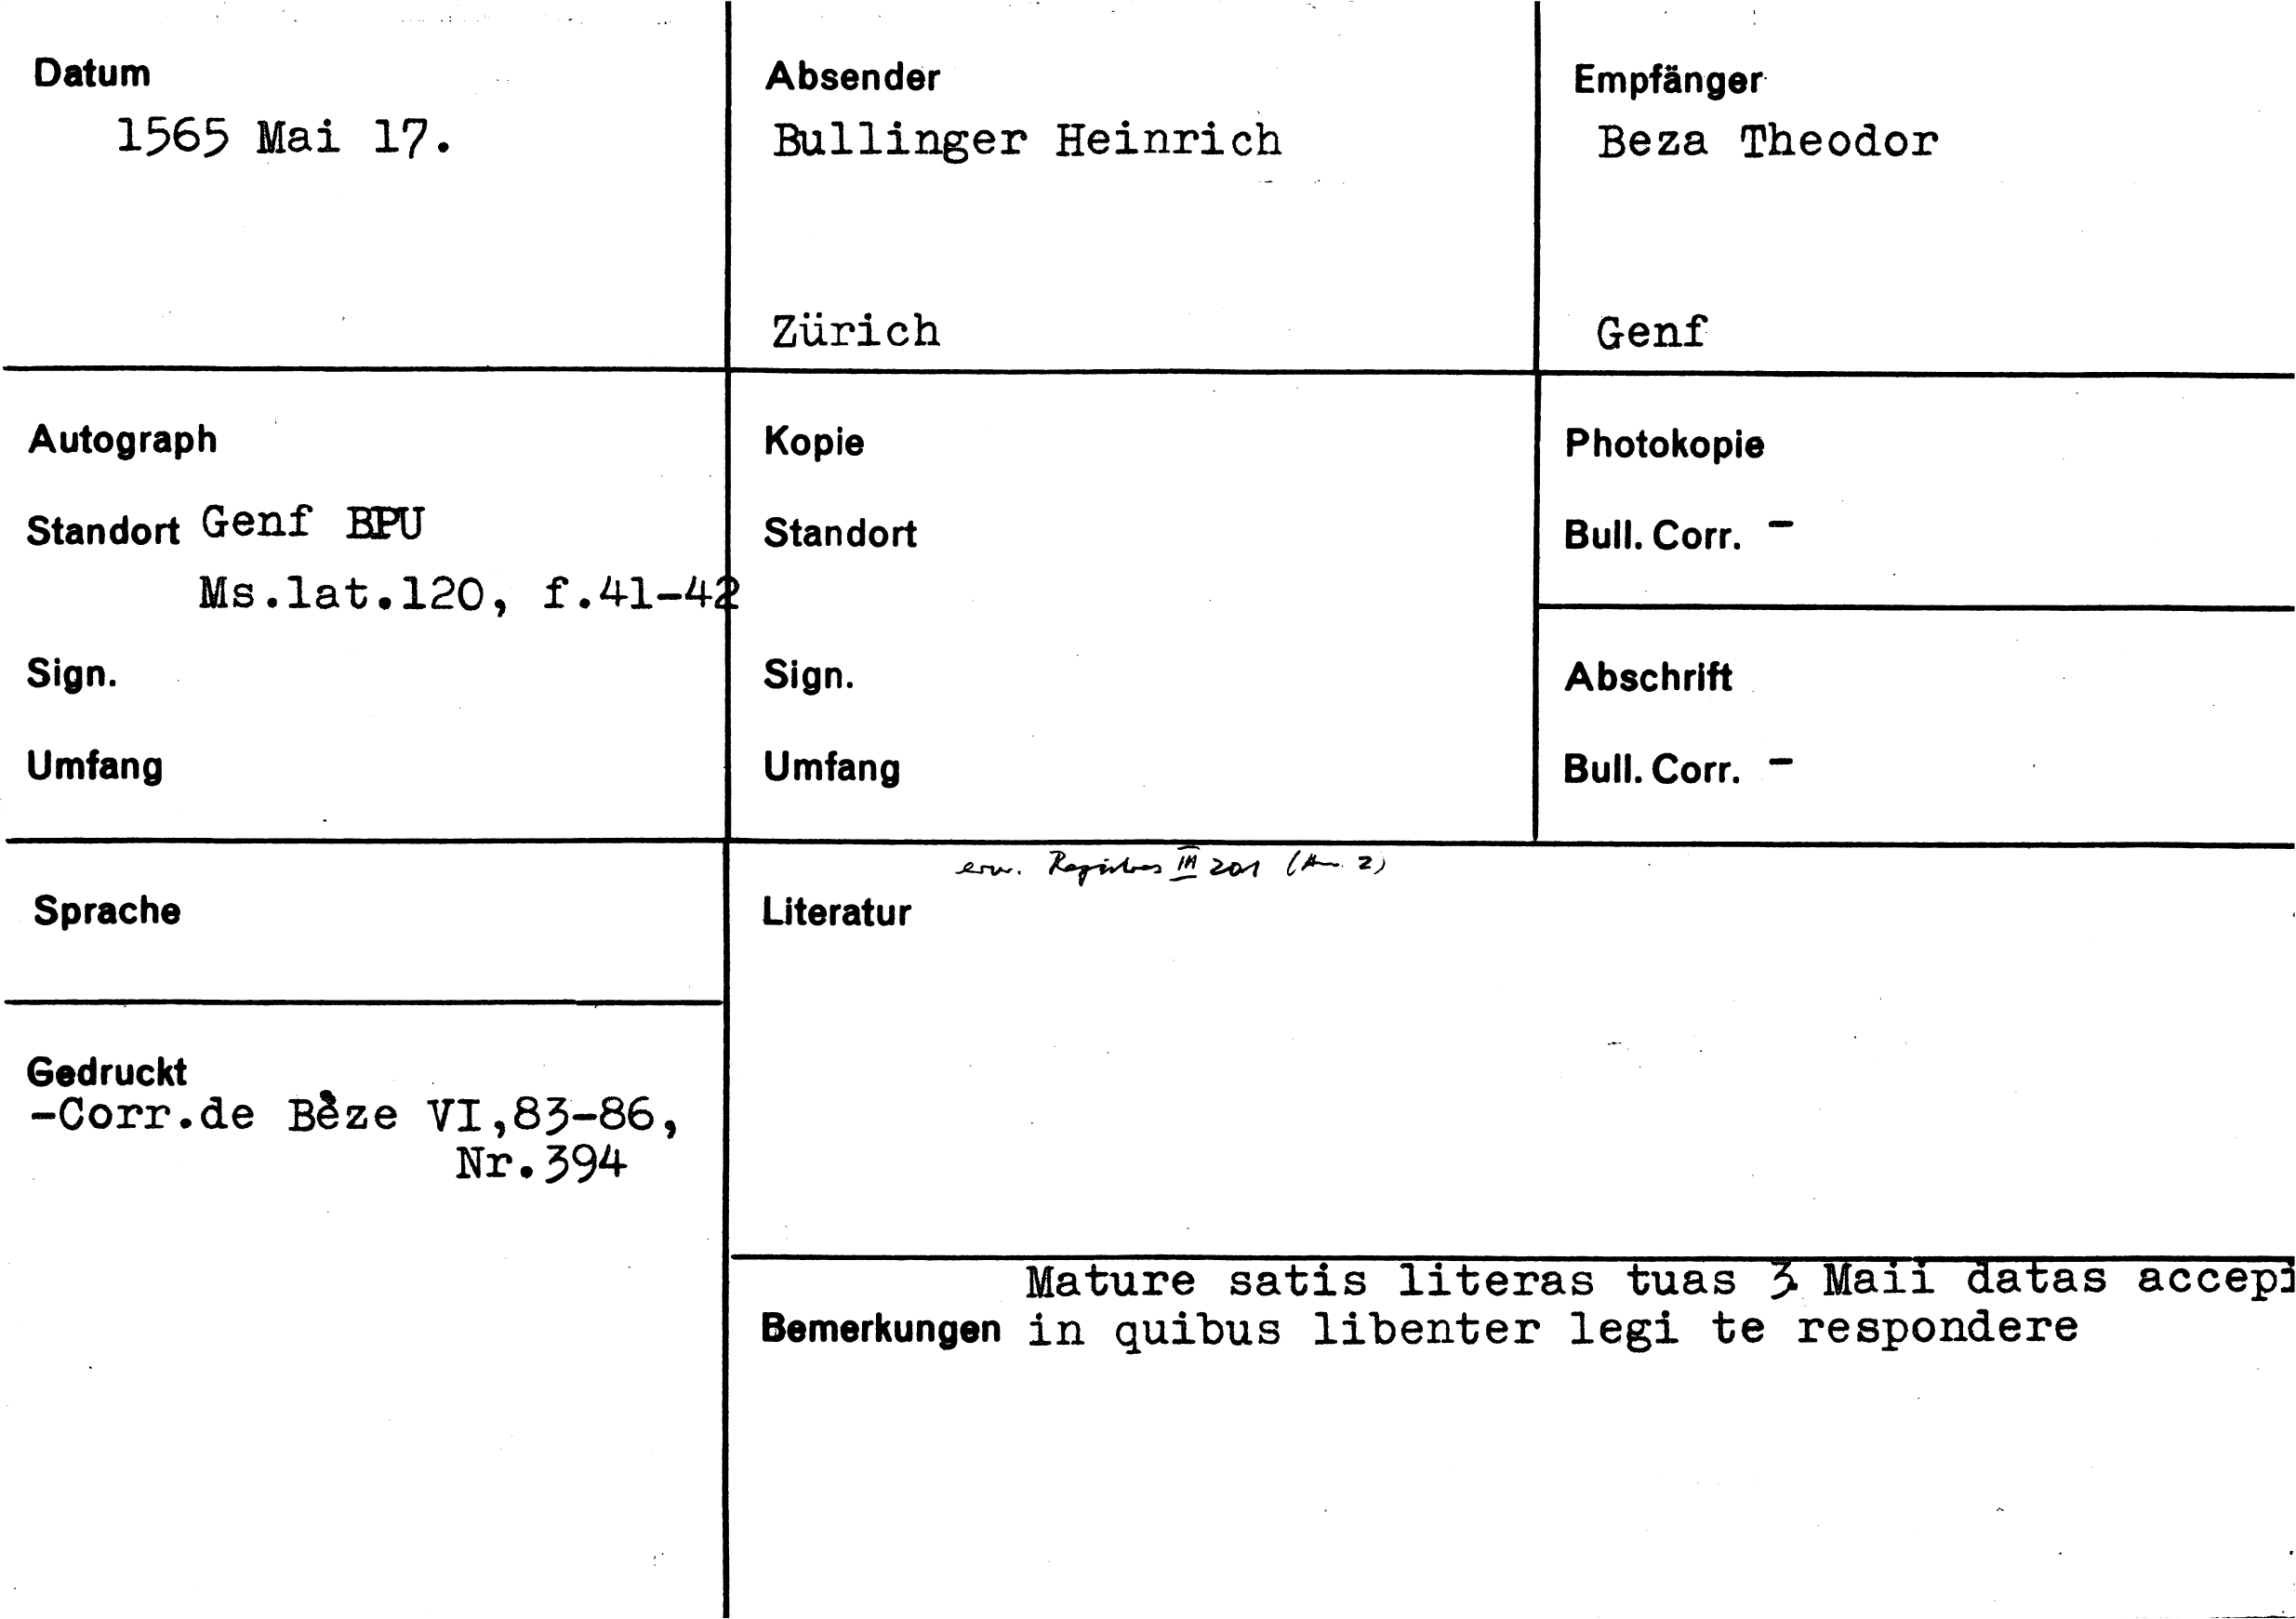 Datum
1565 Mai 17.
Absender
Bullinger Heinrich
Zürich
Empfänger
Beza Theodor
Genf
Autograph
Standort Genf BPU
Ms.lat.120, f.41-42
Sign.
Umfang
Kopie
Standort
Sign.
Umfang
Photokopie
Bull. Corr. -
Abschrift
Bull. Corr. -
Sprache
Gedruckt
-Corr.de Bèze VI,83-86,
Nr.394
erw. Registres III 201 (Am. 2)
Literatur
Mature satis literas tuas 3 Maii datas accepi
Bemerkungen in quibus libenter legi te respondere